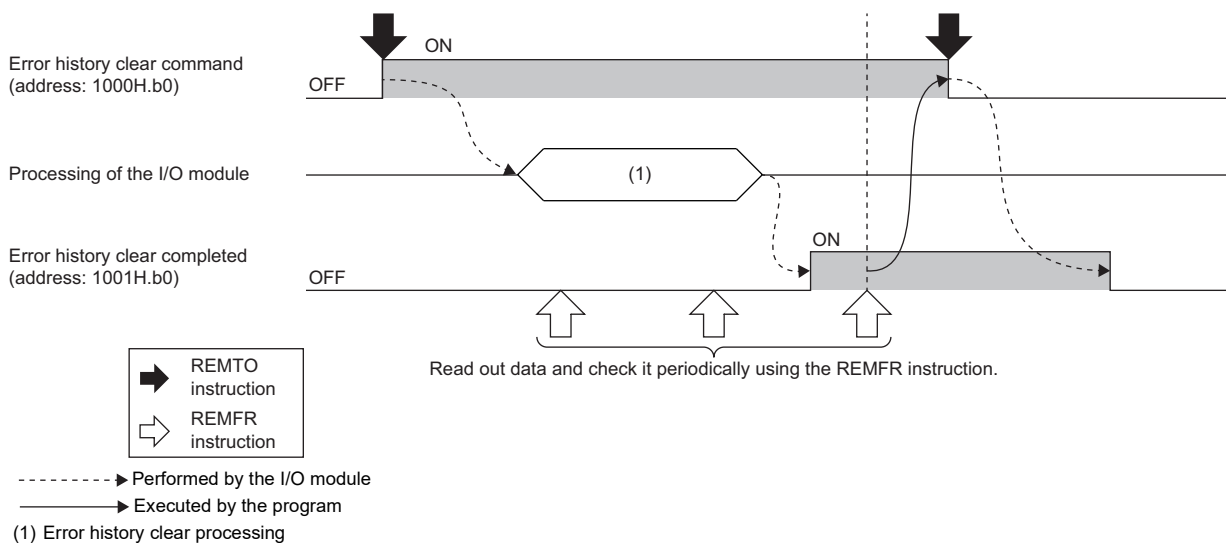 ON
Error history clear command
(address: 1000H.b0)
OFF
Processing of the I/O module
(1)
Error history clear completed
(address: 1001H.b0)
ON
OFF
Read out data and check it periodically using the REMFR instruction.
REMTO
instruction
REMFR
instruction
Performed by the I/O module
Executed by the program
(1) Error history clear processing